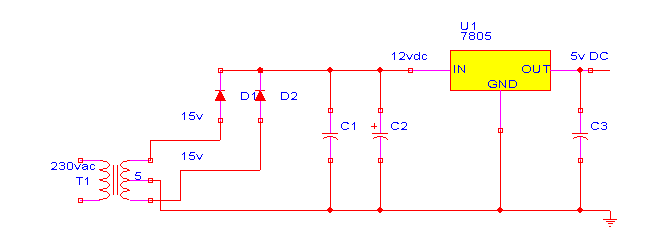 U1
7805
12vdc
5v DC
IN
OUT
GND
D1
D2
15v
C1
+
C2
C3
15v
230vac
T1
5